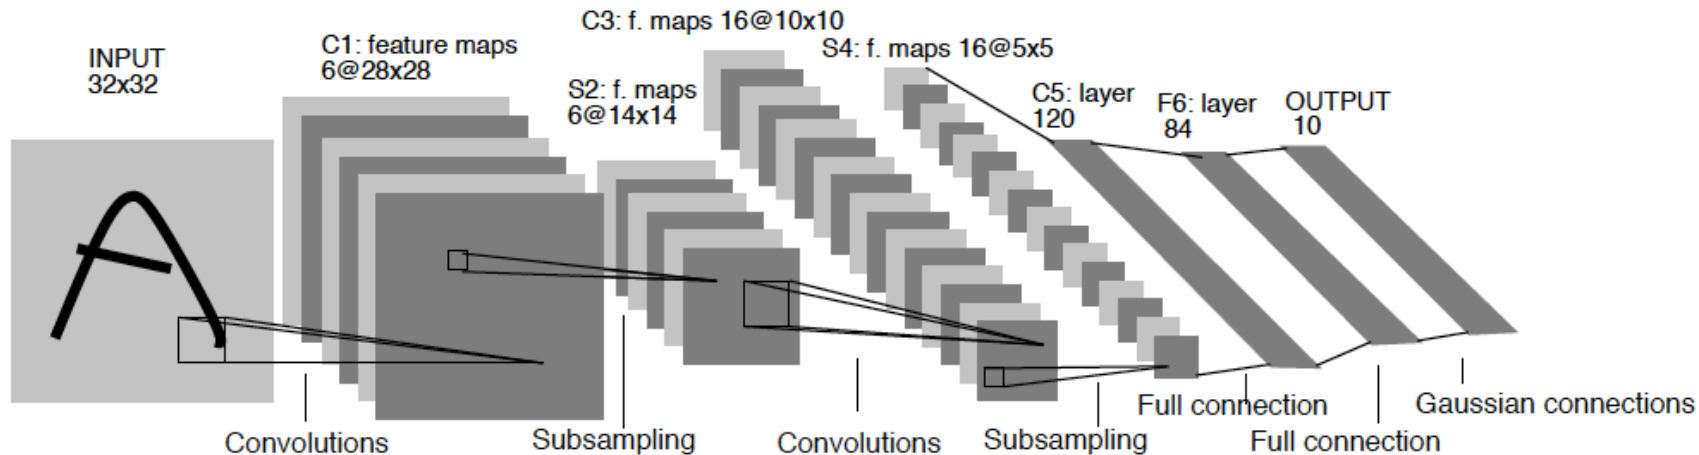 INPUT
32x32
C1: feature maps
6@28x28
S2: f. maps
6@14x14
C3: f. maps 16@10x10
S4: f. maps 16@5x5
C5: layer
120
F6: layer
84
OUTPUT
10
Convolutions
Subsampling
Convolutions
Subsampling
Full connection
Full connection
Gaussian connections